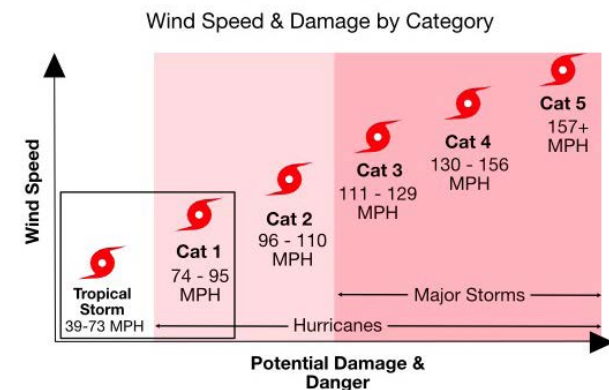 Wind Speed & Damage by Category
Wind Speed
Tropical
Storm
39-73 MPH
Cat 1
74 - 95
MPH
Cat 2
96 - 110
MPH
Cat 3
111 - 129
MPH
Cat 4
130 - 156
MPH
Cat 5
157+
MPH
Major Storms
Hurricanes
Potential Damage &
Danger